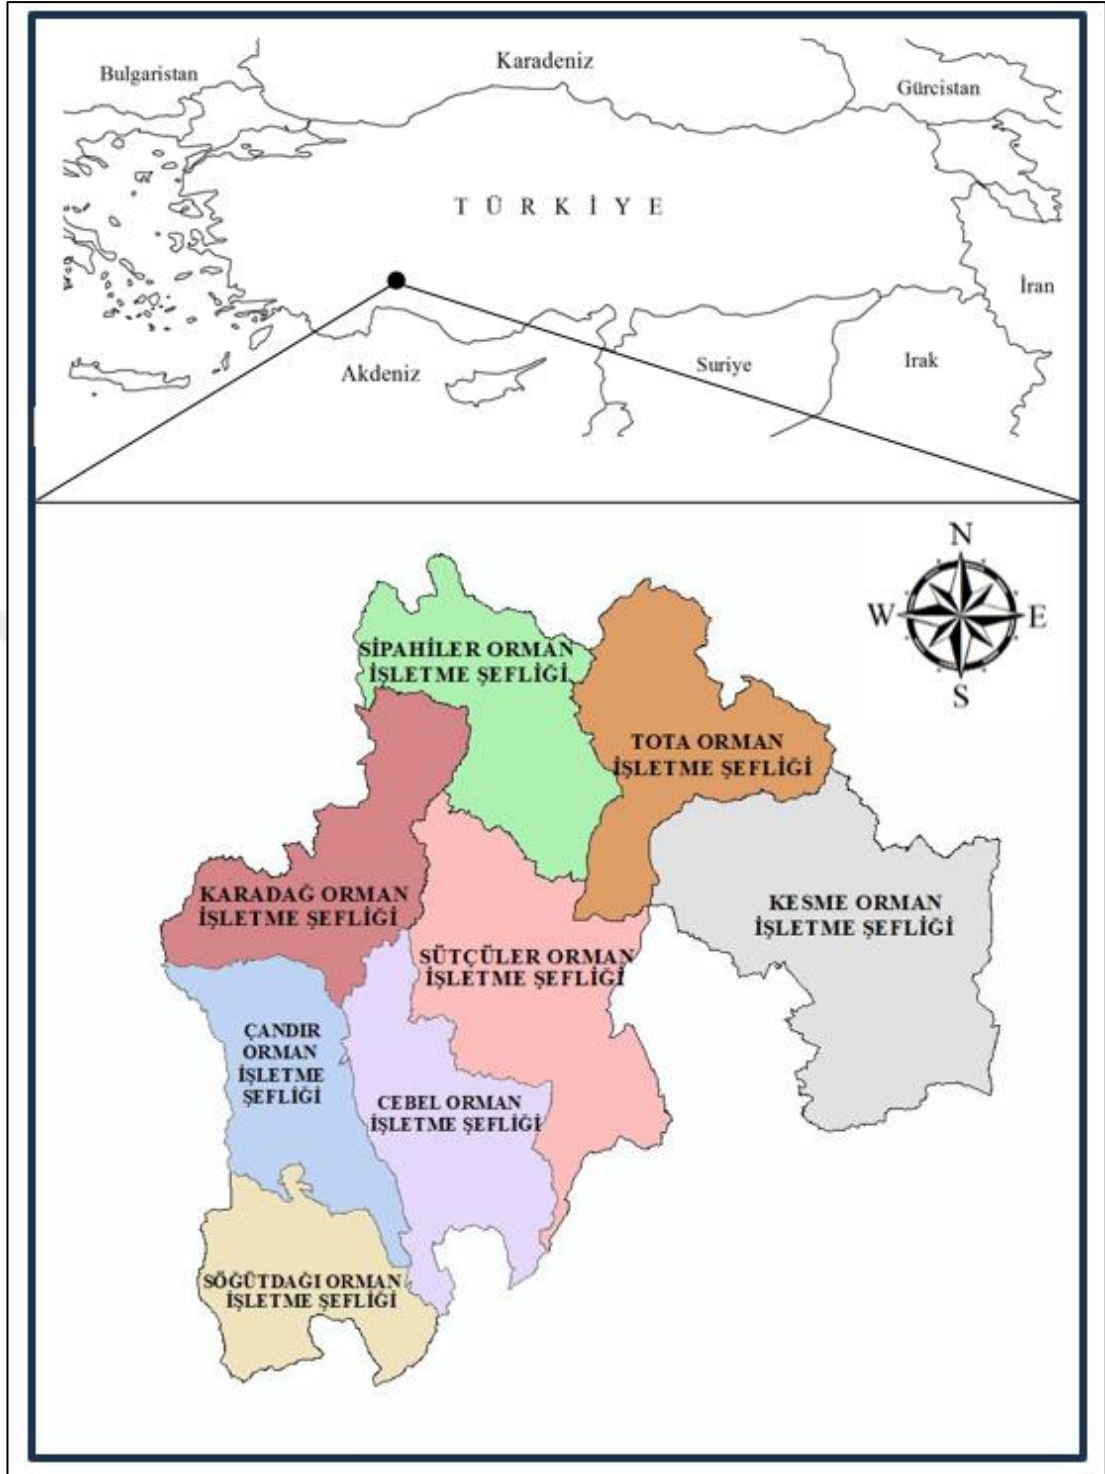 Karadeniz
Bulgaristan
Gürcistan
T Ü R K İ Y E
İran
Akdeniz
Suriye
Irak
N
W
E
S
SİPAHİLER ORMAN
İŞLETME ŞEFLİĞİ
TOTA ORMAN
İŞLETME ŞEFLİĞİ
KARADAĞ ORMAN
İŞLETME ŞEFLİĞİ
KESME ORMAN
İŞLETME ŞEFLİĞİ
SÜTÇÜLER ORMAN
İŞLETME ŞEFLİĞİ
ÇANDIR
ORMAN
İŞLETME
ŞEFLİĞİ
CEBEL ORMAN
İŞLETME ŞEFLİĞİ
SÖĞÜTDAĞI ORMAN
İŞLETME ŞEFLİĞİ